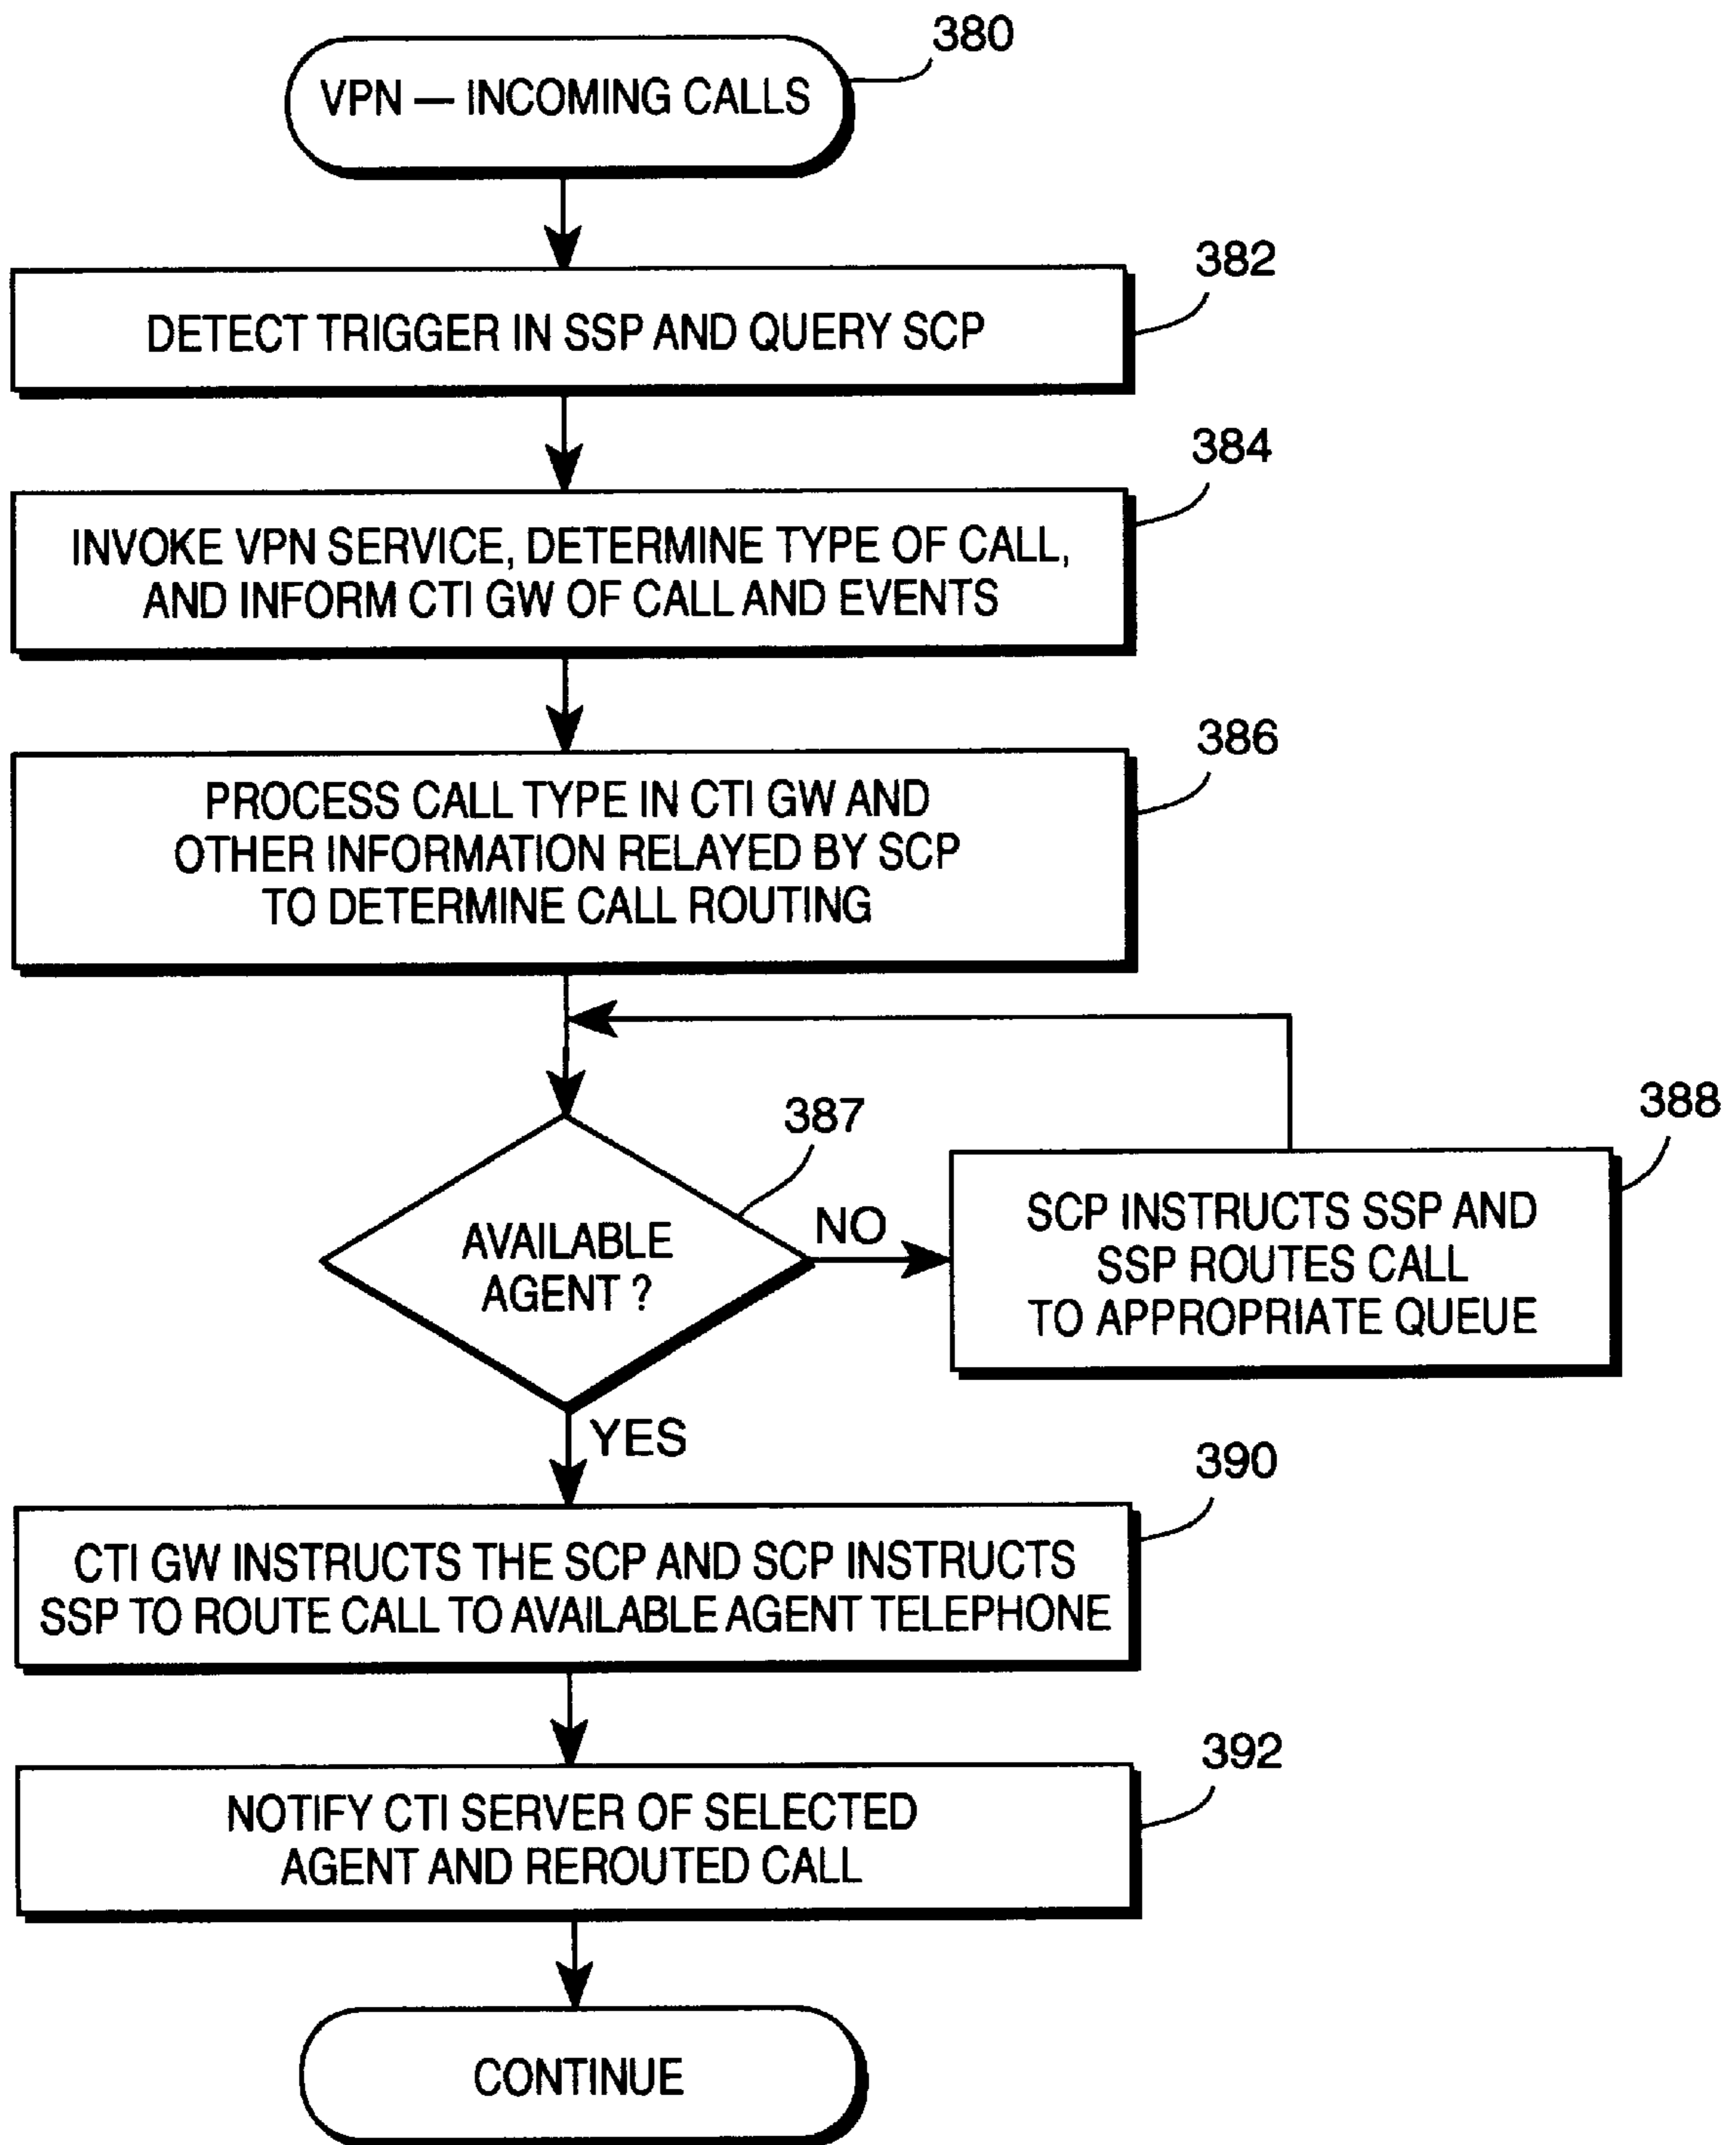 380
VPN — INCOMING CALLS
382
DETECT TRIGGER IN SSP AND QUERY SCP
384
INVOKE VPN SERVICE, DETERMINE TYPE OF CALL,
AND INFORM CTI GW OF CALL AND EVENTS
386
PROCESS CALL TYPE IN CTI GW AND
OTHER INFORMATION RELAYED BY SCP
TO DETERMINE CALL ROUTING
387
AVAILABLE
AGENT ?
NO
388
SCP INSTRUCTS SSP AND
SSP ROUTES CALL
TO APPROPRIATE QUEUE
YES
390
CTI GW INSTRUCTS THE SCP AND SCP INSTRUCTS
SSP TO ROUTE CALL TO AVAILABLE AGENT TELEPHONE
392
NOTIFY CTI SERVER OF SELECTED
AGENT AND REROUTED CALL
CONTINUE